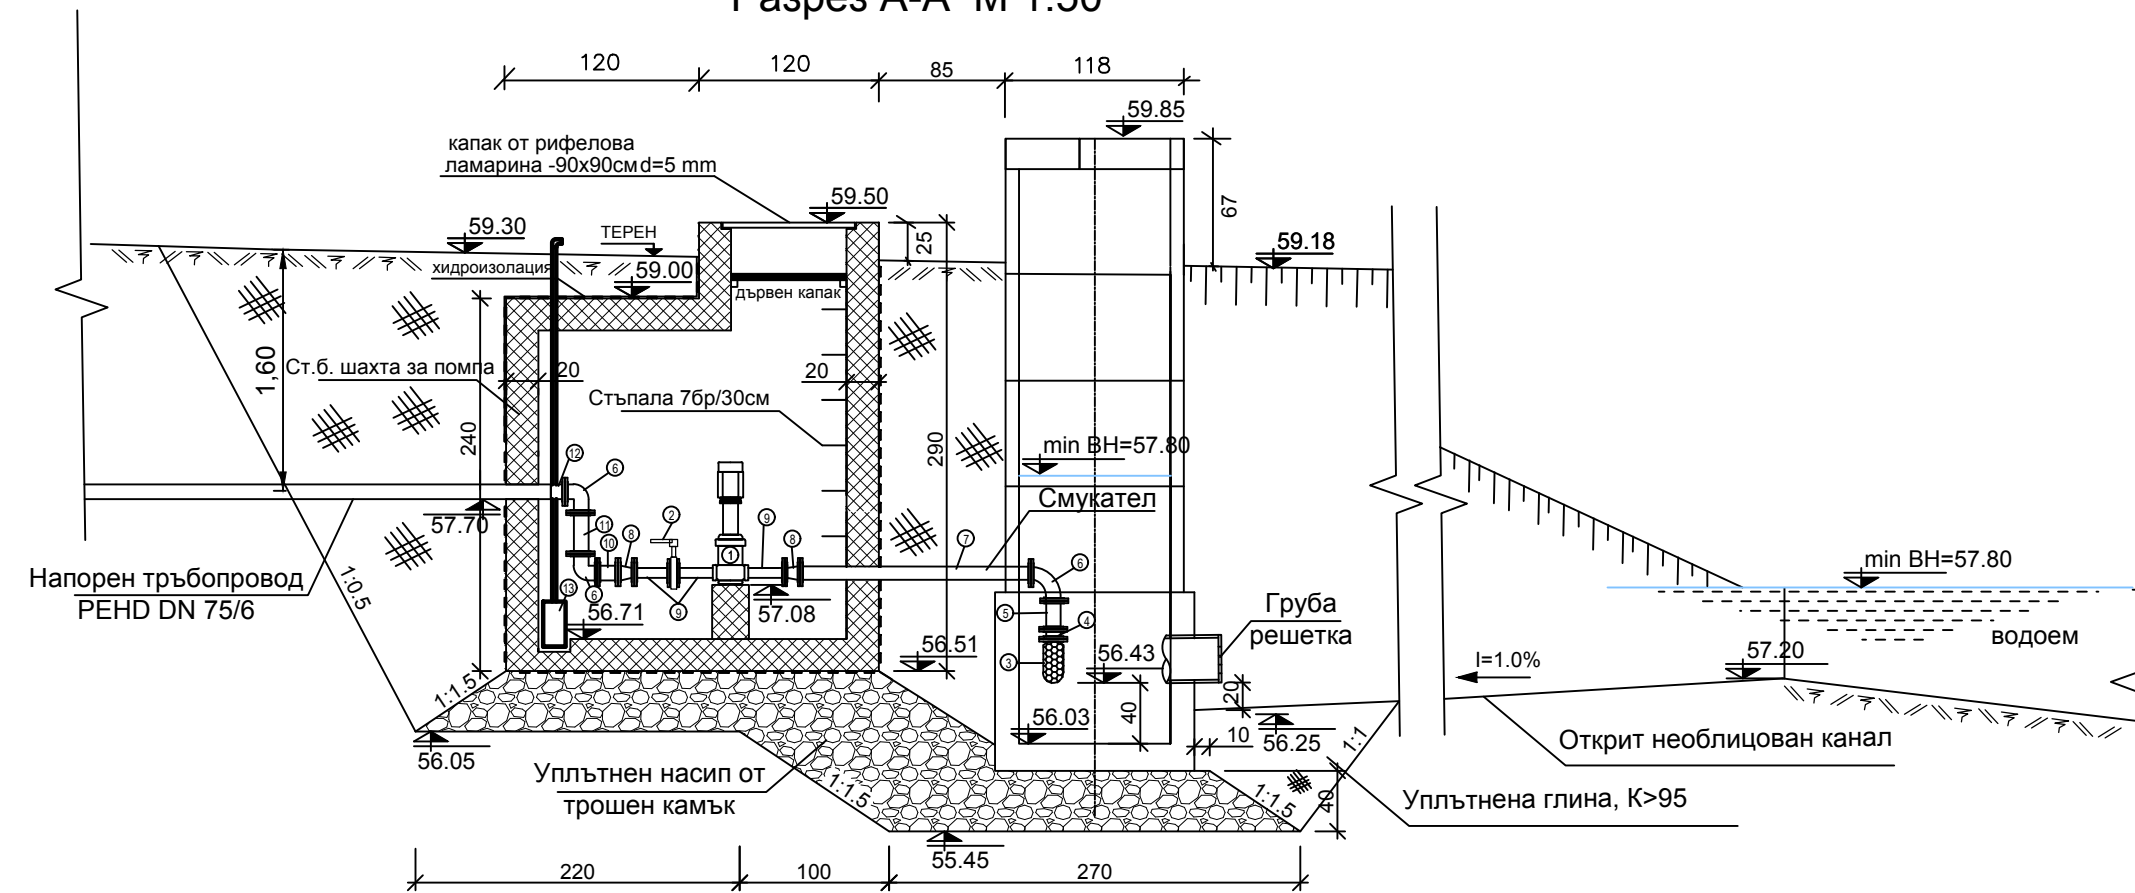 Разрез А-А М 1:50
120
120
85
118
59.85
капак от рифелова
ламарина -90x90смd=5 mm
59.50
67
59.30
ТЕРЕН
25
59.18
хидроизолация
59.00
дървен капак
1,60
Ст.б. шахта за помпа
20
20
Стъпала 7бр/30см
240
290
min ВН=57.80
12
6
Смукател
57.70
11
2
9
8
10
8
1
7
6
min ВН=57.80
Напорен тръбопровод
PEHD DN 75/6
1:0.5
6
13
56.71
9
57.08
5
4
Груба
решетка
водоем
56.51
3
56.43
I=1.0%
57.20
1:1.5
20
40
56.03
10
56.25
1:1
Открит необлицован канал
56.05
Уплътнен насип от
трошен камък
1:1.5
1:1.5
40
Уплътнена глина, К>95
55.45
220
100
270